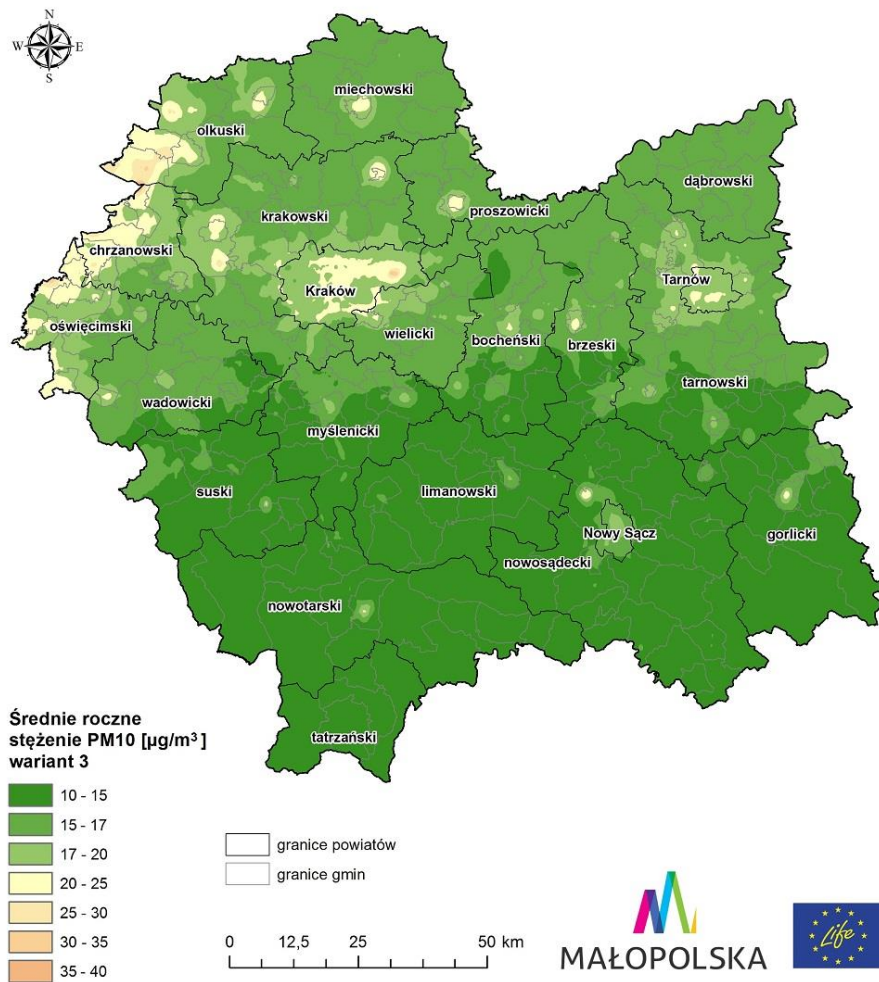 N
W
E
S
miechowski
olkuski
dąbrowski
proszowicki
krakowski
chrzanowski
Tarnów
Kraków
oświęcimski
wielicki
bocheński
brzeski
tarnowski
wadowicki
myślenicki
suski
limanowski
Nowy Sącz
gorlicki
nowosądecki
nowotarski
tatrzański
Średnie roczne
stężenie PM10 [µg/m³]
wariant 3
10 - 15
15 - 17
17 - 20
20 - 25
25 - 30
30 - 35
35 - 40
granice powiatów
granice gmin
0 12,5 25 50 km
MAŁOPOLSKA
Life